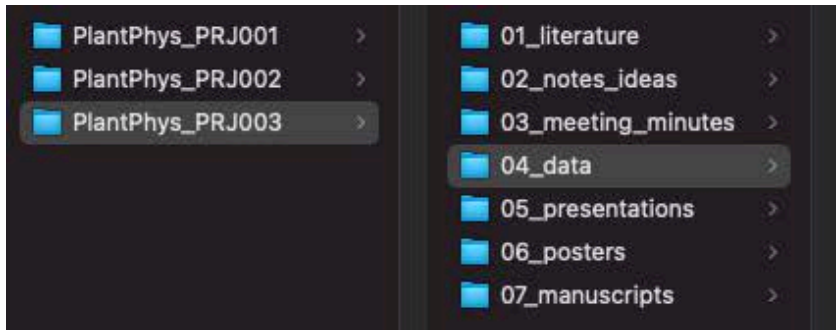 PlantPhys_PRJ001
PlantPhys_PRJ002
PlantPhys_PRJ003
01_literature
02_notes_ideas
03_meeting_minutes
04_data
05_presentations
06_posters
07_manuscripts